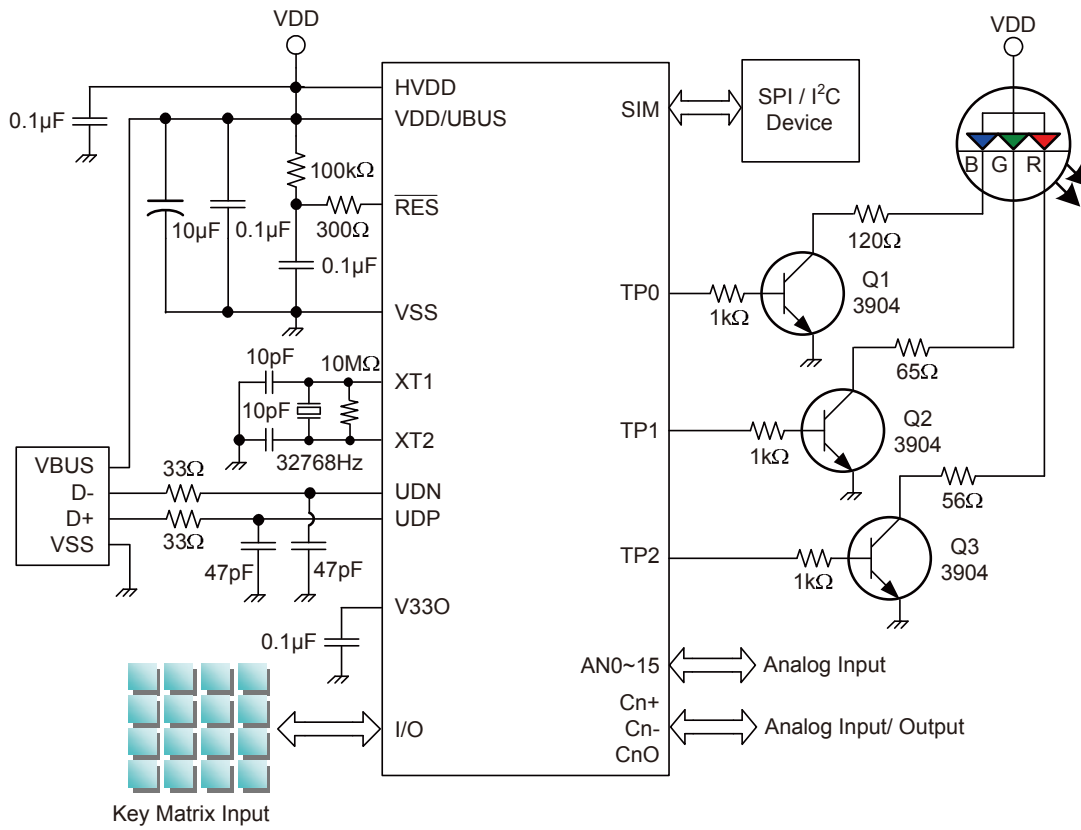 VDD
HVDD
0.1µF
VDD/UBUS
100kΩ
RES
10µF
0.1µF
300Ω
0.1µF
VSS
10pF
10MΩ
XT1
10pF
XT2
32768Hz
VBUS
D-
D+
VSS
33Ω
33Ω
UDN
UDP
47pF
47pF
V33O
0.1µF
I/O
Key Matrix Input
SIM
SPI / I²C
Device
VDD
B G R
120Ω
TP0
1kΩ
Q1
3904
65Ω
TP1
1kΩ
Q2
3904
56Ω
TP2
1kΩ
Q3
3904
AN0~15
Analog Input
Cn+
Cn-
CnO
Analog Input/ Output